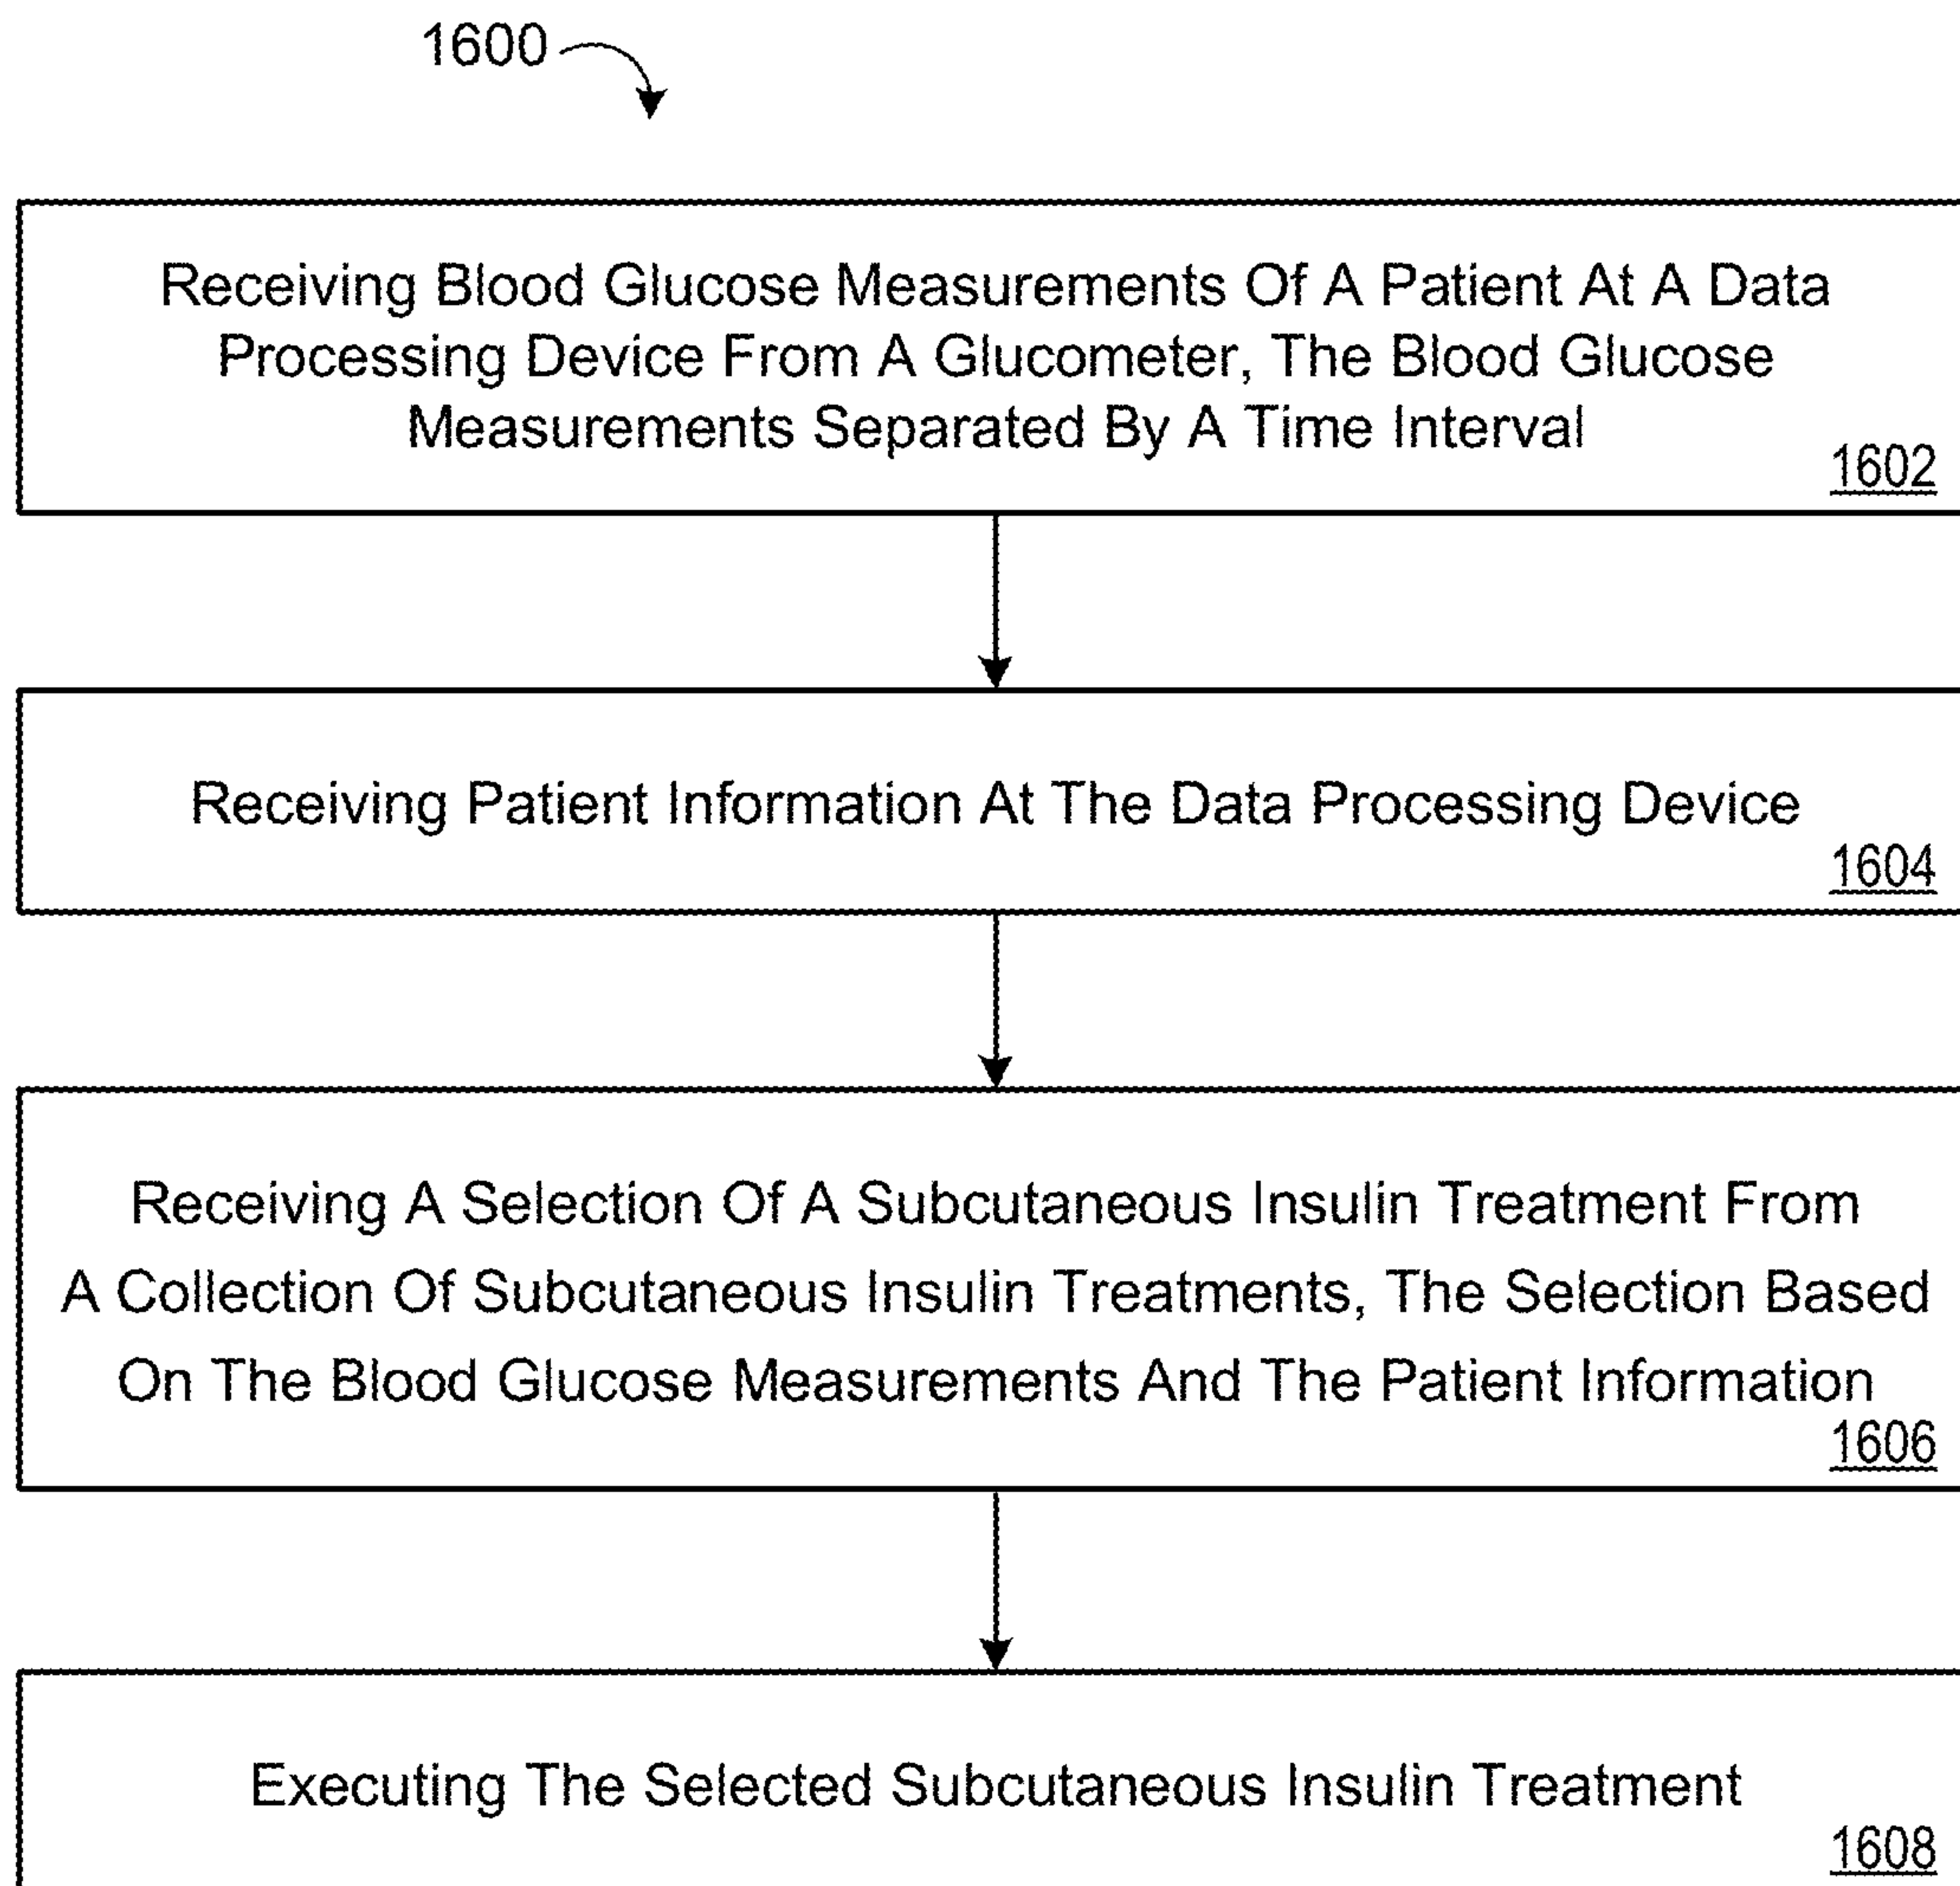 1600
Receiving Blood Glucose Measurements Of A Patient At A Data
Processing Device From A Glucometer, The Blood Glucose
Measurements Separated By A Time Interval
1602
Receiving Patient Information At The Data Processing Device
1604
Receiving A Selection Of A Subcutaneous Insulin Treatment From
A Collection Of Subcutaneous Insulin Treatments, The Selection Based
On The Blood Glucose Measurements And The Patient Information
1606
Executing The Selected Subcutaneous Insulin Treatment
1608